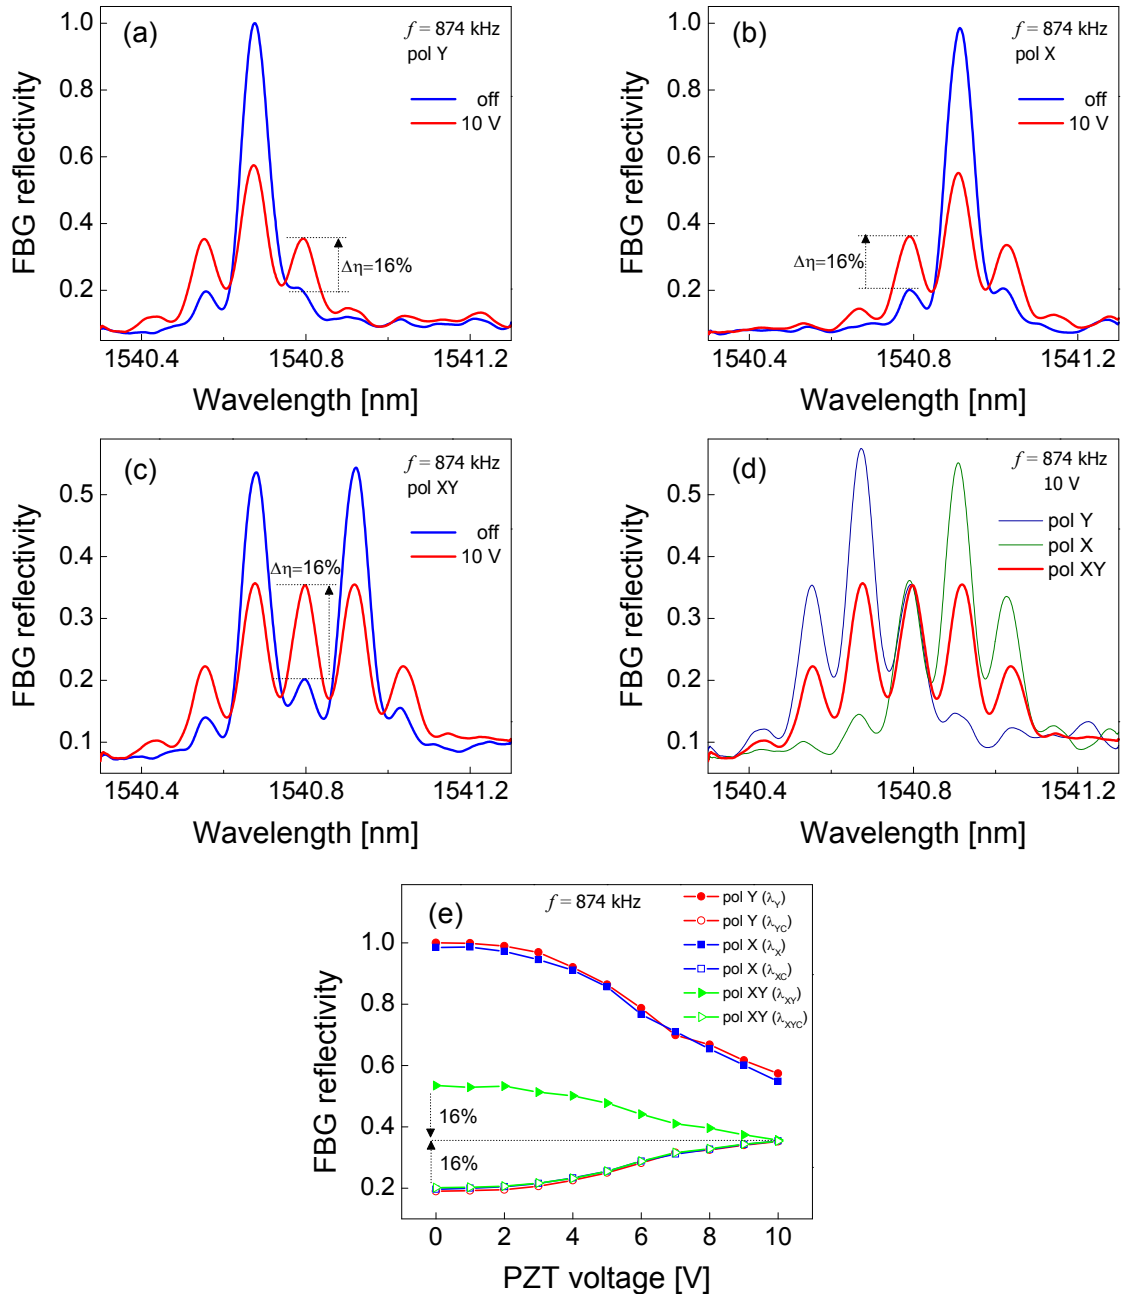 (a)
f = 874 kHz
pol Y
off
10 V
Δη=16%
1.0
0.8
0.6
0.4
0.2
FBG reflectivity
1540.4
1540.8
1541.2
Wavelength [nm]
(b)
f = 874 kHz
pol X
off
10 V
Δη=16%
1.0
0.8
0.6
0.4
0.2
FBG reflectivity
1540.4
1540.8
1541.2
Wavelength [nm]
(c)
f = 874 kHz
pol XY
off
10 V
Δη=16%
0.5
0.4
0.3
0.2
0.1
FBG reflectivity
1540.4
1540.8
1541.2
Wavelength [nm]
(d)
f = 874 kHz
10 V
pol Y
pol X
pol XY
0.5
0.4
0.3
0.2
0.1
FBG reflectivity
1540.4
1540.8
1541.2
Wavelength [nm]
(e)
f = 874 kHz
pol Y (λY)
pol Y (λYC)
pol X (λX)
pol X (λXC)
pol XY (λXY)
pol XY (λXYC)
16%
16%
1.0
0.8
0.6
0.4
0.2
FBG reflectivity
0
2
4
6
8
10
PZT voltage [V]